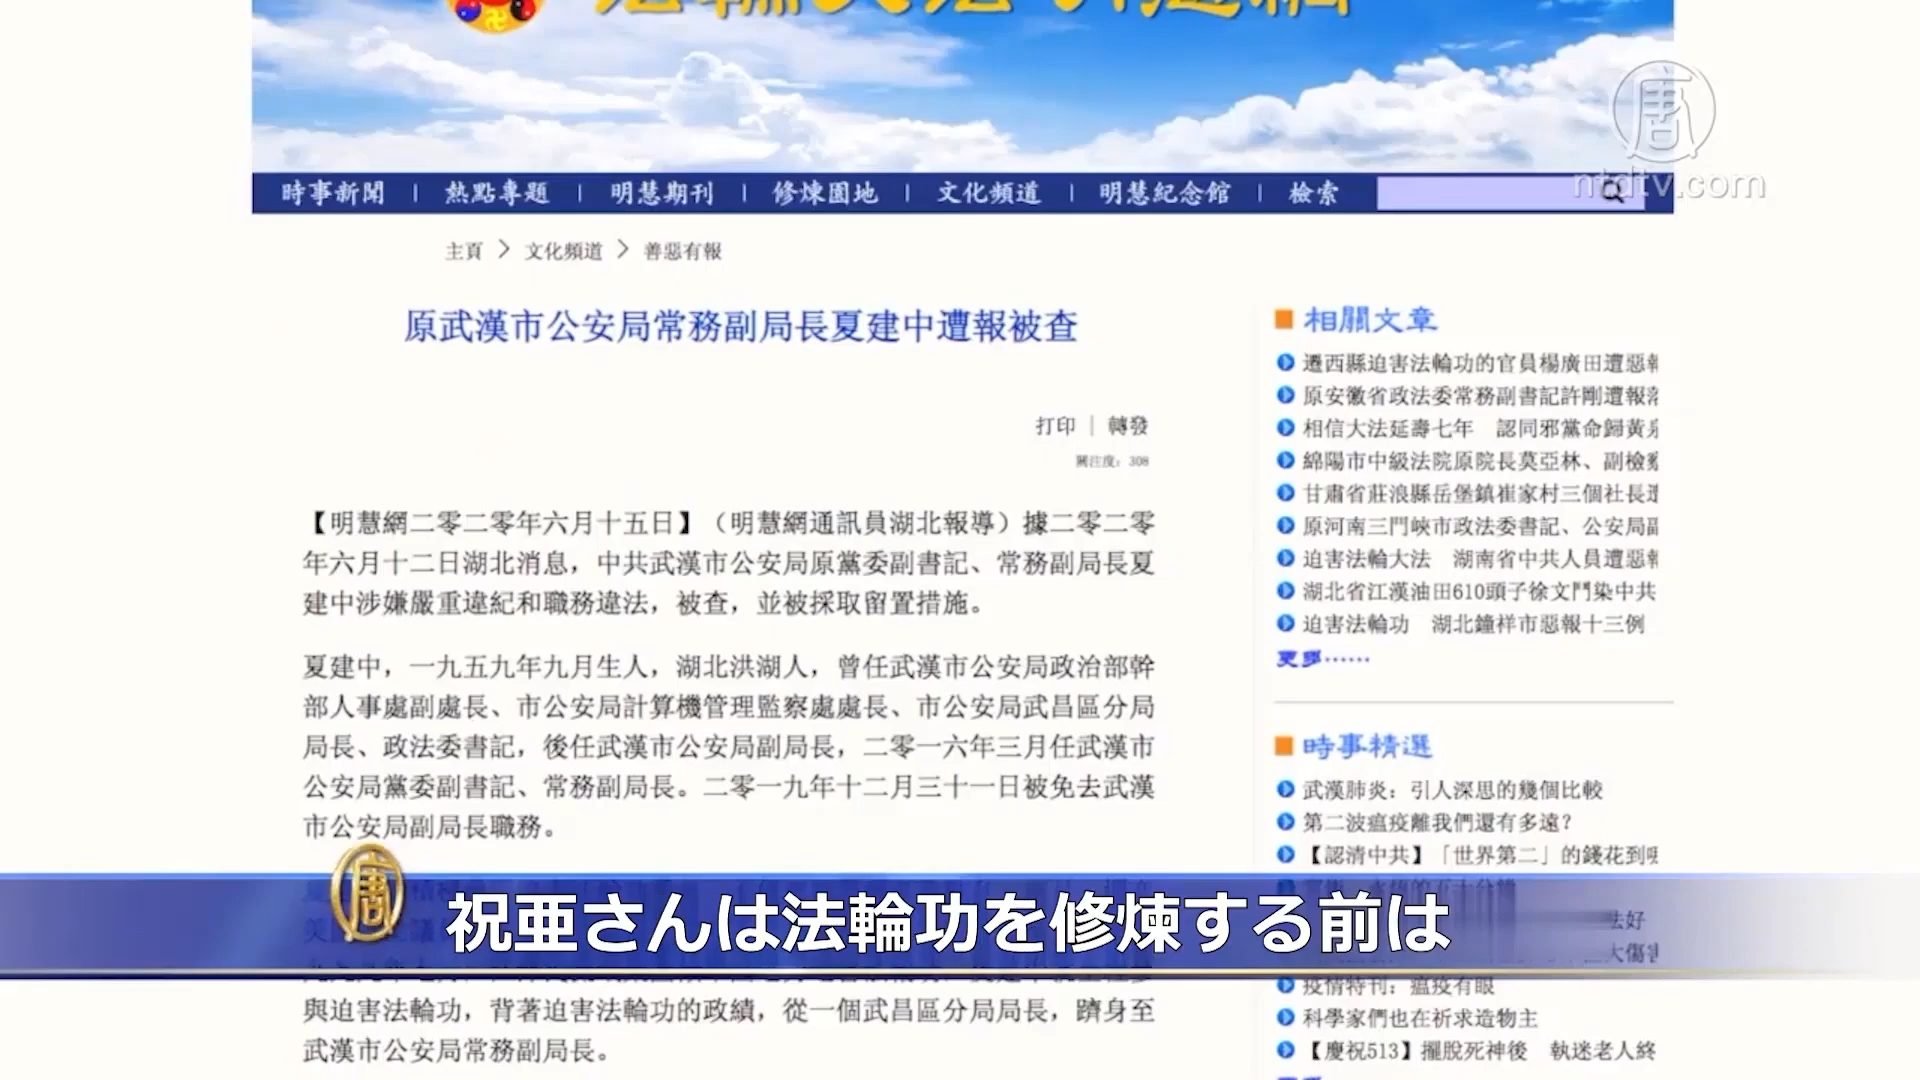 ntdtv.com
時事新聞 | 熱點專題 | 明慧期刊 | 修煉園地 | 文化頻道 | 明慧紀念館 | 檢索
主頁 > 文化頻道 > 善惡有報
原武漢市公安局常務副局長夏建中遭報被查
打印 | 轉發
關注度: 308
【明慧網二零二零年六月十五日】（明慧網通訊員湖北報導）據二零二零
年六月十二日湖北消息，中共武漢市公安局原黨委副書記、常務副局長夏
建中涉嫌嚴重違紀和職務違法，被查，並被採取留置措施。
夏建中，一九五九年九月生人，湖北洪湖人，曾任武漢市公安局政治部幹
部人事處副處長、市公安局計算機管理監察處處長、市公安局武昌區分局
局長、政法委書記，後任武漢市公安局副局長，二零一六年三月任武漢市
公安局黨委副書記、常務副局長。二零一九年十二月三十一日被免去武漢
市公安局副局長職務。
與迫害法輪功，背著迫害法輪功的政績，從一個武昌區分局局長，躋身至
武漢市公安局常務副局長。
相關文章
遷西縣迫害法輪功的官員楊廣田遭惡
原安徽省政法委常務副書記許剛遭報
相信大法延壽七年　認同邪黨命歸黃
綿陽市中級法院原院長莫亞林、副檢
甘肅省莊浪縣岳堡鎮崔家村三個社長
原河南三門峽市政法委書記、公安局
迫害法輪大法　湖南省中共人員遭惡
湖北省江漢油田610頭子徐文門染中共
迫害法輪功　湖北鐘祥市惡報十三例
更多……
時事精選
武漢肺炎：引人深思的幾個比較
第二波瘟疫離我們還有多遠？
【認清中共】「世界第二」的錢花到
法好
大傷
疫情特刊：瘟疫有眼
科學家們也在祈求造物主
【慶祝513】擺脫死神後　執迷老人終
唐
祝亜さんは法輪功を修煉する前は